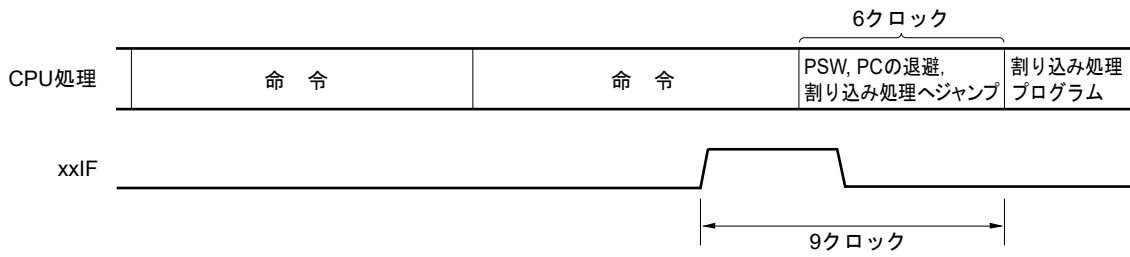 6クロック
CPU処理
命 令
命 令
PSW, PCの退避,
割り込み処理へジャンプ
割り込み処理
プログラム
xxIF
9クロック